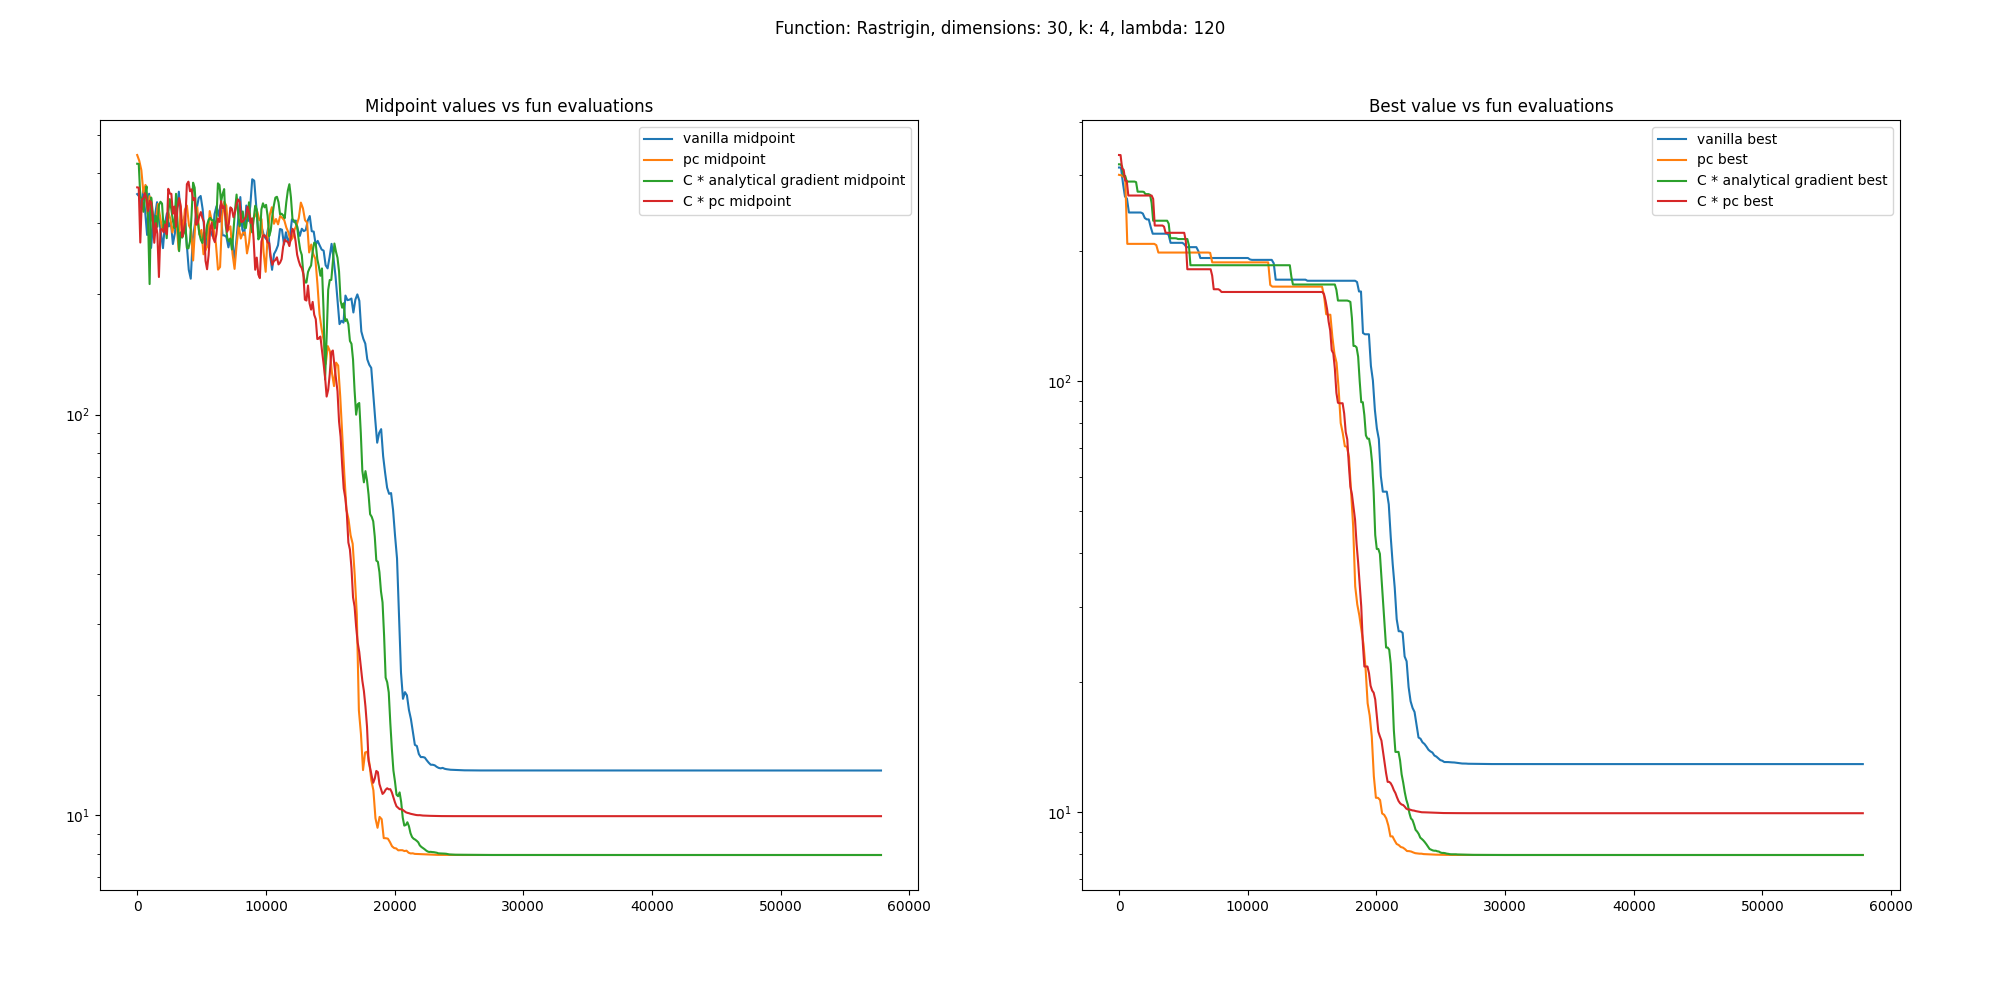 Function: Rastrigin, dimensions: 30, k: 4, lambda: 120
Midpoint values vs fun evaluations
vanilla midpoint
pc midpoint
C * analytical gradient midpoint
C * pc midpoint
10²
10¹
0 10000 20000 30000 40000 50000 60000
Best value vs fun evaluations
vanilla best
pc best
C * analytical gradient best
C * pc best
10²
10¹
0 10000 20000 30000 40000 50000 60000